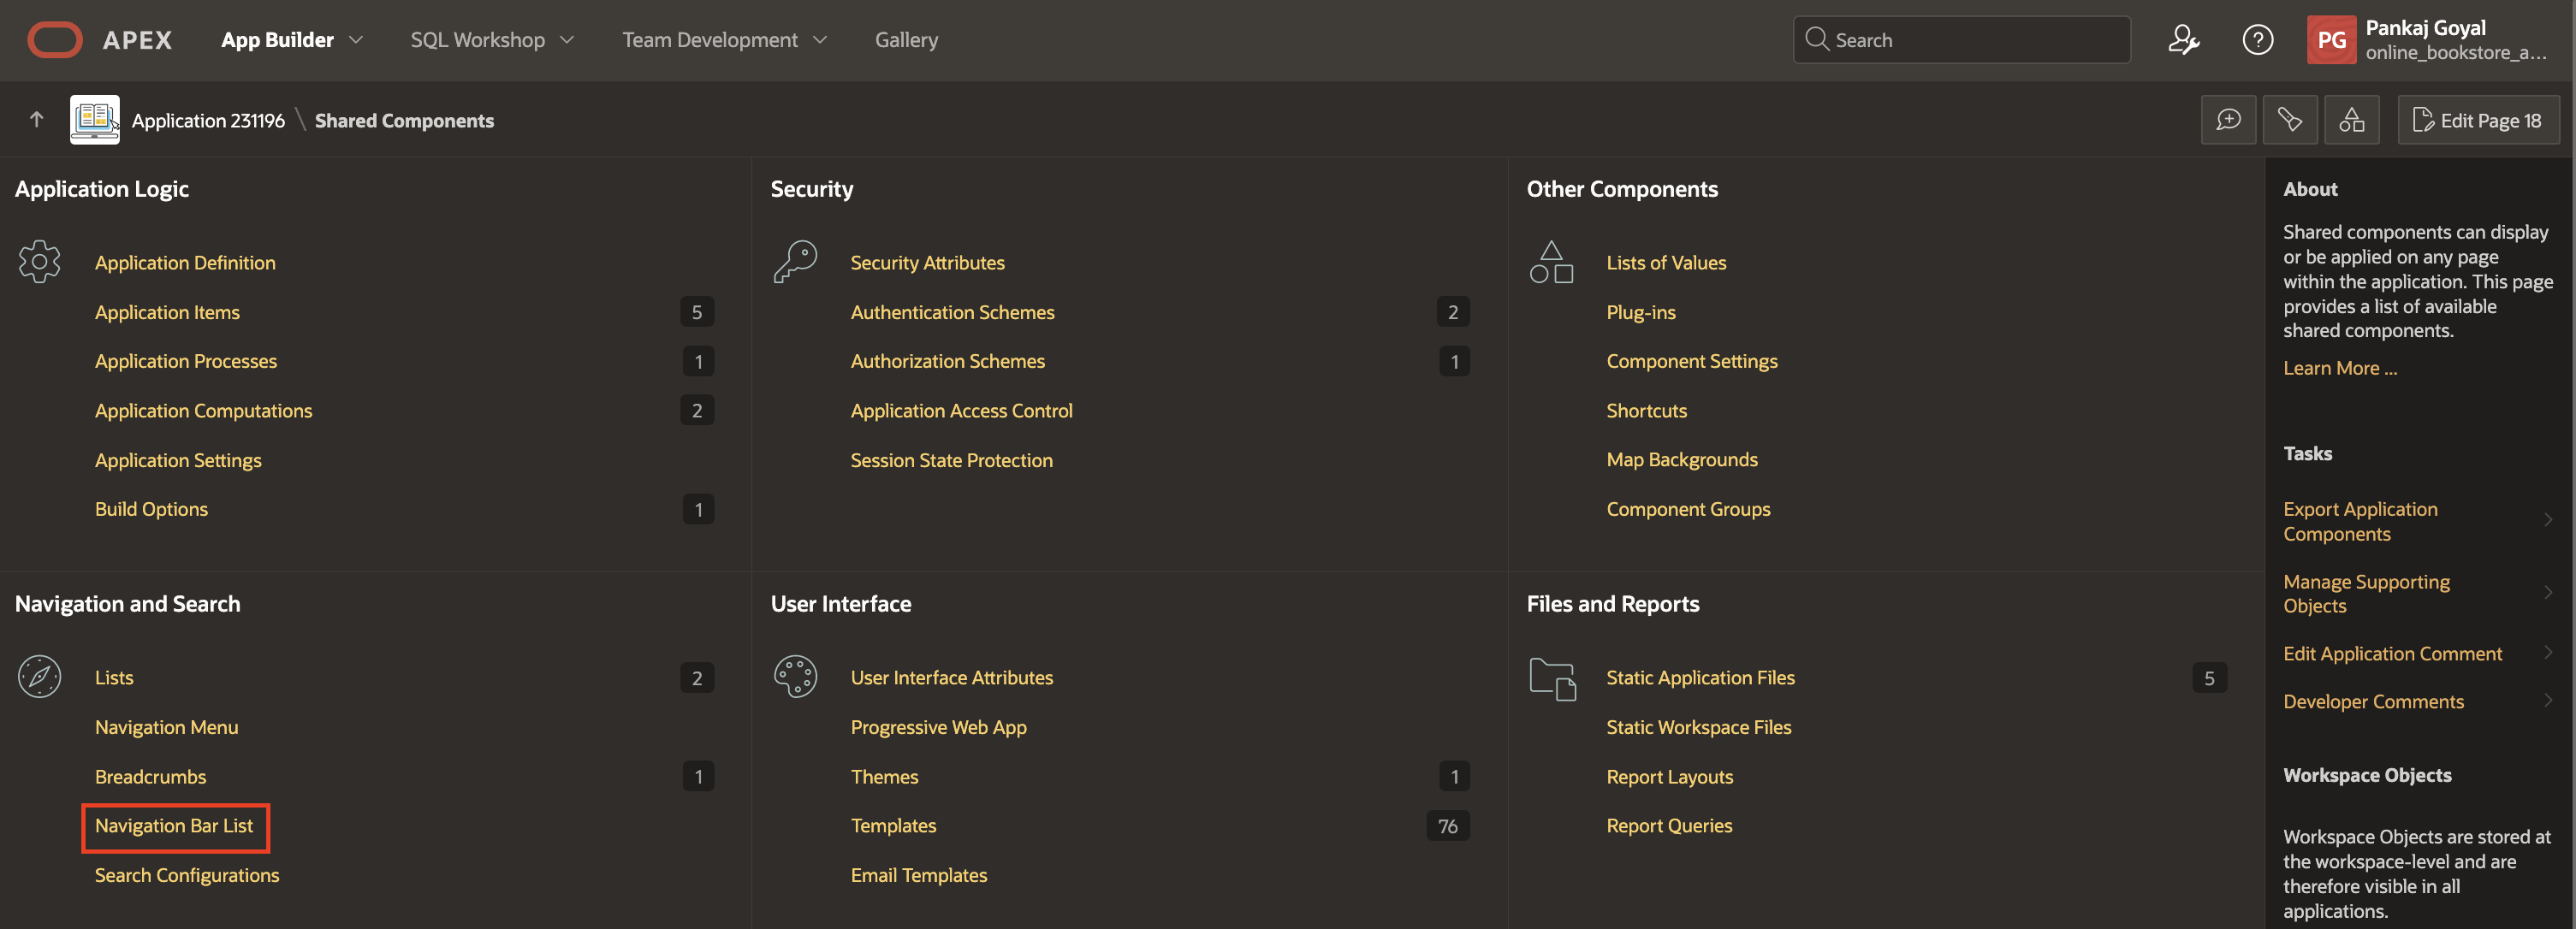 APEX
App Builder
SQL Workshop
Team Development
Gallery
Search
PG
Pankaj Goyal
online_bookstore_a...
Application 231196 \ Shared Components
Edit Page 18
Application Logic
Application Definition
Application Items 5
Application Processes 1
Application Computations 2
Application Settings
Build Options 1
Security
Security Attributes
Authentication Schemes 2
Authorization Schemes 1
Application Access Control
Session State Protection
Other Components
Lists of Values
Plug-ins
Component Settings
Shortcuts
Map Backgrounds
Component Groups
Navigation and Search
Lists 2
Navigation Menu
Breadcrumbs 1
Navigation Bar List
Search Configurations
User Interface
User Interface Attributes
Progressive Web App
Themes 1
Templates 76
Email Templates
Files and Reports
Static Application Files 5
Static Workspace Files
Report Layouts
Report Queries
About
Shared components can display
or be applied on any page
within the application. This page
provides a list of available
shared components.
Learn More ...
Tasks
Export Application
Components
Manage Supporting
Objects
Edit Application Comment
Developer Comments
Workspace Objects
Workspace Objects are stored at
the workspace-level and are
therefore visible in all
applications.